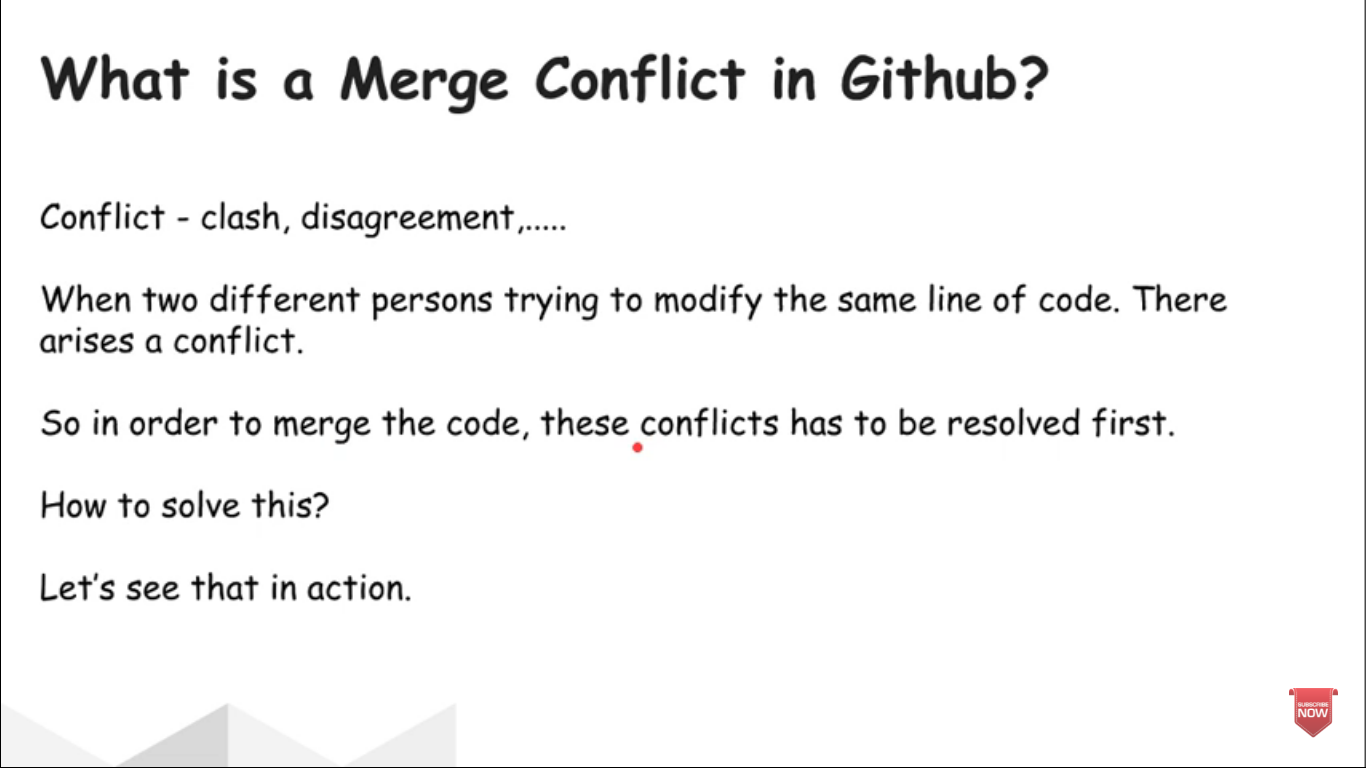 What is a Merge Conflict in Github?
Conflict - clash, disagreement,.....
When two different persons trying to modify the same line of code. There
arises a conflict.
So in order to merge the code, these conflicts has to be resolved first.
How to solve this?
Let's see that in action.
SUBSCRIBE
NOW